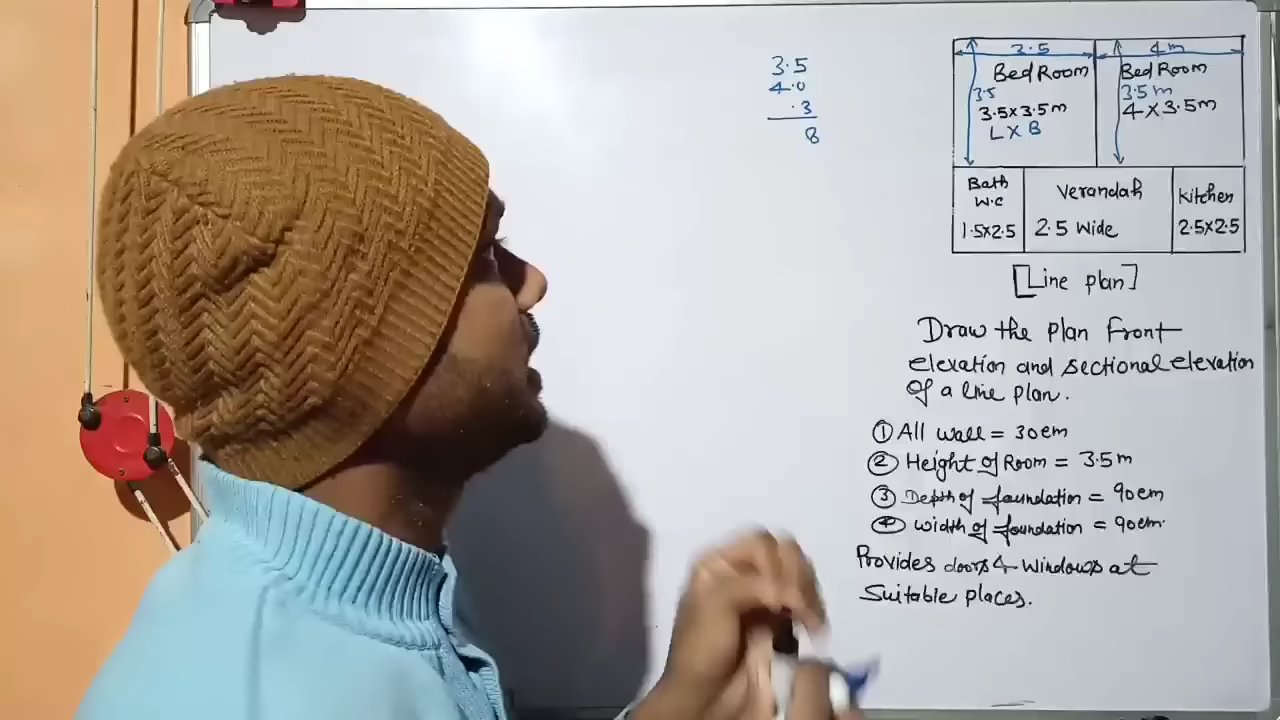 3.5
4.0
.3
8
3.5
4m
Bed Room
3.5
3.5x3.5m
L x B
Bed Room
3.5m
4 x 3.5m
Bath
W.C
1.5x2.5
Verandah
2.5 Wide
Kitchen
2.5x2.5
[Line plan]
Draw the plan Front
elevation and sectional elevation
of a line plan.
① All wall = 30cm
② Height of Room = 3.5m
③ Depth of foundation = 90cm
④ Width of foundation = 90cm.
Provides doors & windows at
Suitable places.